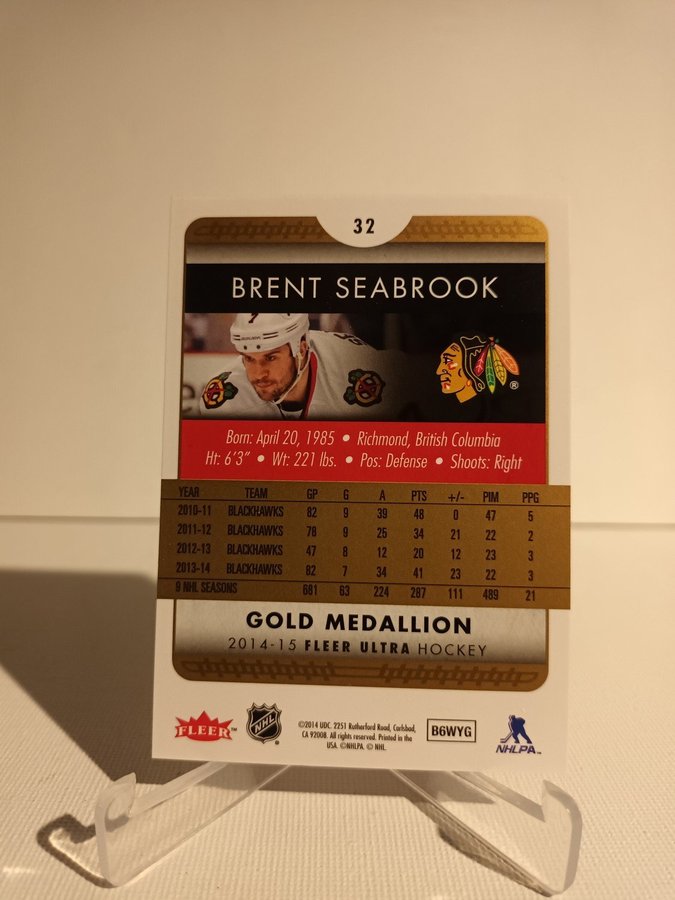 32
BRENT SEABROOK
Born: April 20, 1985 • Richmond, British Columbia
Ht: 6'3" • Wt: 221 lbs. • Pos: Defense • Shoots: Right
YEAR TEAM GP G A PTS +/- PIM PPG
2010-11 BLACKHAWKS 82 9 39 48 0 47 5
2011-12 BLACKHAWKS 78 9 25 34 21 22 2
2012-13 BLACKHAWKS 47 8 12 20 12 23 3
2013-14 BLACKHAWKS 82 7 34 41 23 22 3
9 NHL SEASONS 681 63 224 287 111 489 21
GOLD MEDALLION
2014-15 FLEER ULTRA HOCKEY
FLEER™
NHL
©2014 UDC. 2251 Rutherford Road, Carlsbad,
CA 92008. All rights reserved. Printed in the
USA. ©NHLPA. © NHL.
B6WYG
NHLPA™